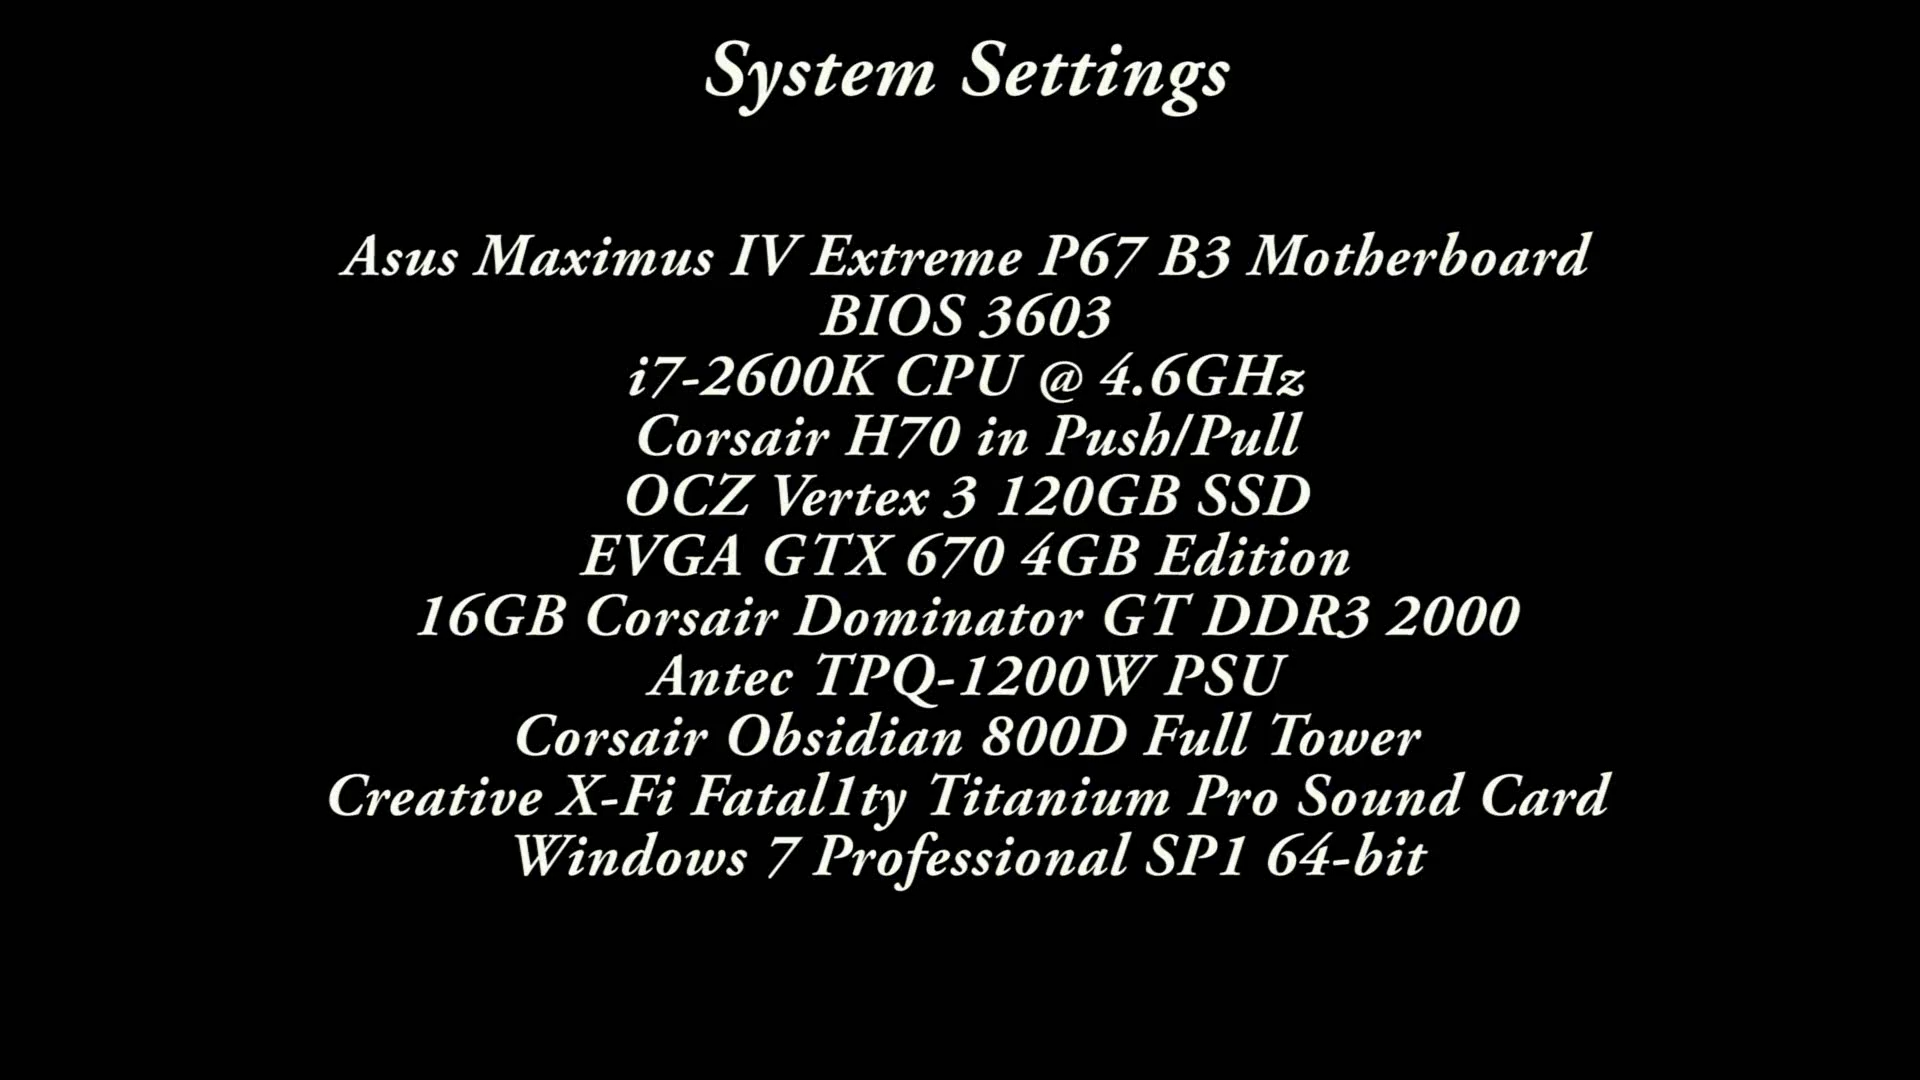 System Settings
Asus Maximus IV Extreme P67 B3 Motherboard
BIOS 3603
i7-2600K CPU @ 4.6GHz
Corsair H70 in Push/Pull
OCZ Vertex 3 120GB SSD
EVGA GTX 670 4GB Edition
16GB Corsair Dominator GT DDR3 2000
Antec TPQ-1200W PSU
Corsair Obsidian 800D Full Tower
Creative X-Fi Fatal1ty Titanium Pro Sound Card
Windows 7 Professional SP1 64-bit